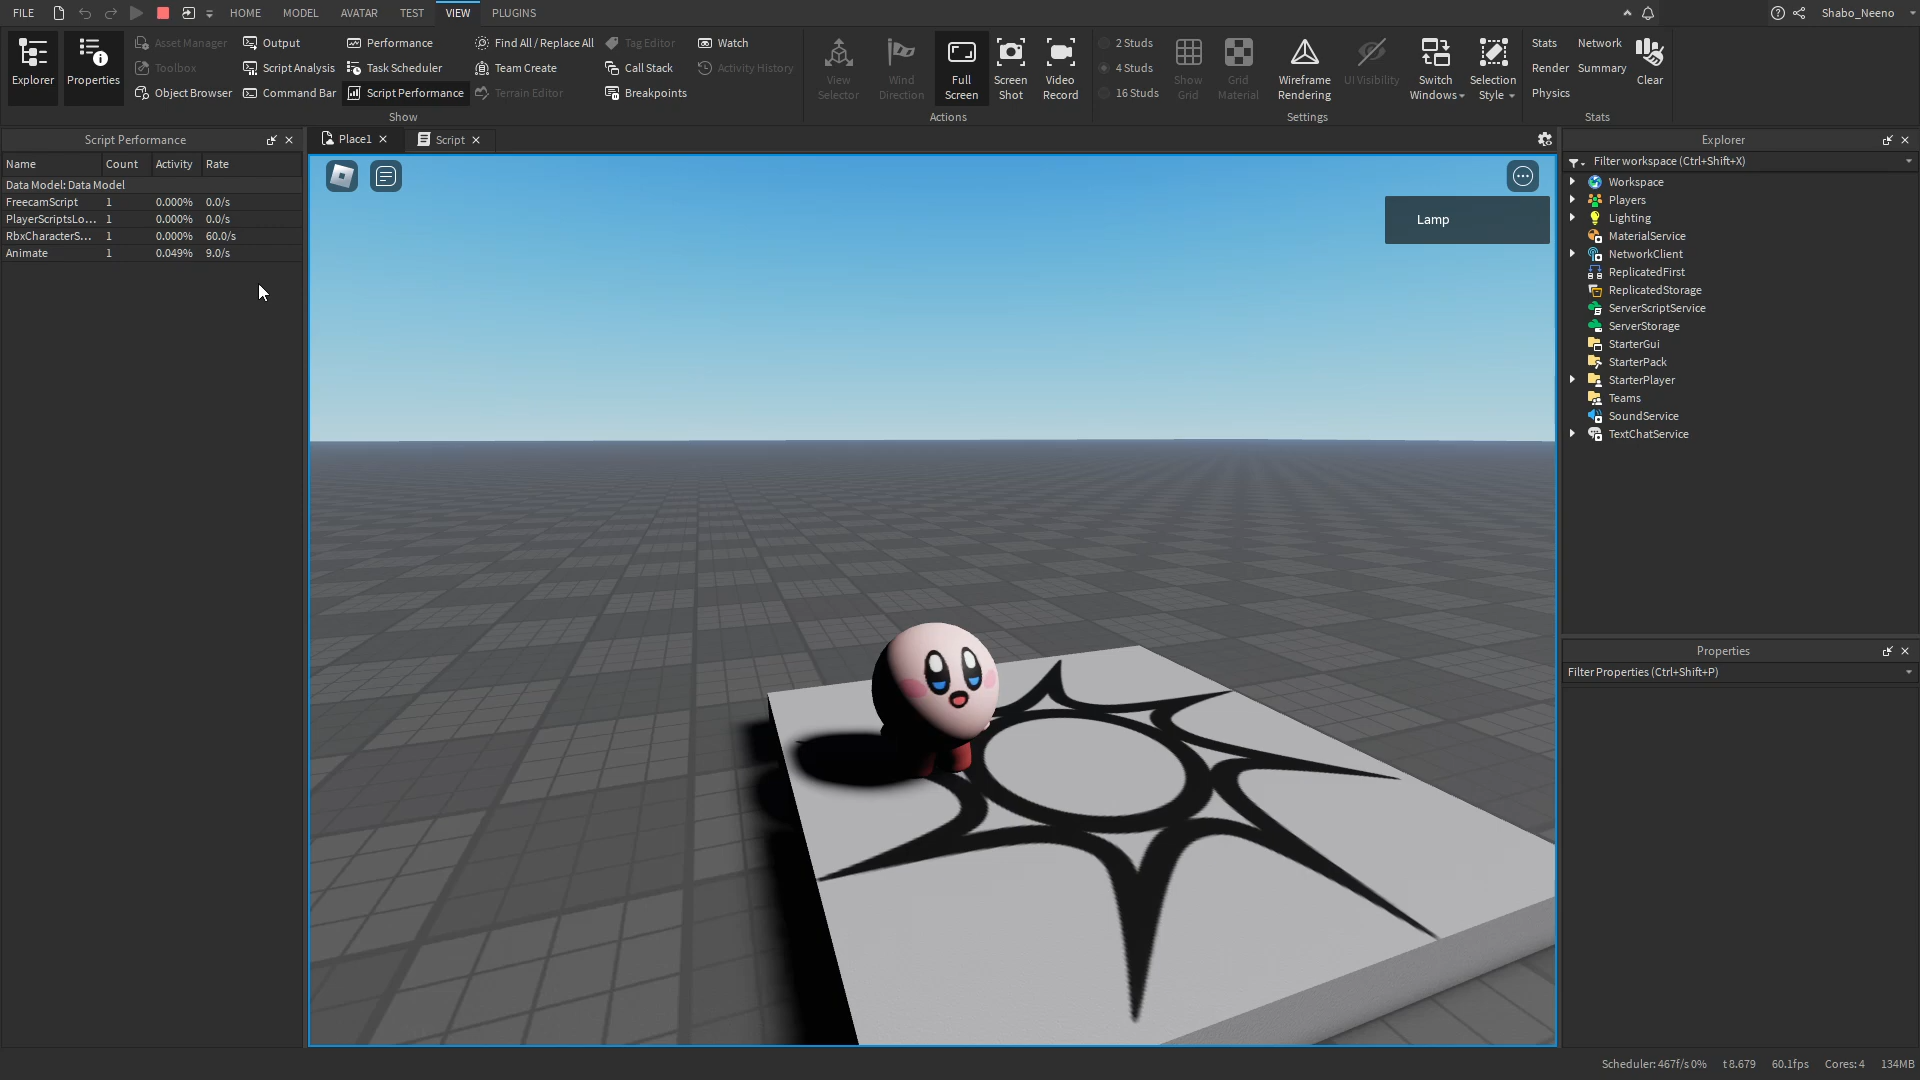 FILE HOME MODEL AVATAR TEST VIEW PLUGINS Shabo_Neeno
Explorer
Properties
Asset Manager Output Performance Find All / Replace All Tag Editor Watch
Toolbox Script Analysis Task Scheduler Team Create Call Stack Activity History
Object Browser Command Bar Script Performance Terrain Editor Breakpoints
Show
View
Selector
Wind
Direction
Full
Screen
Screen
Shot
Video
Record
Actions
2 Studs
4 Studs
16 Studs
Show
Grid
Grid
Material
Wireframe
Rendering
UI Visibility
Switch
Windows
Selection
Style
Settings
Stats Network
Render Summary
Physics
Clear
Stats
Script Performance
Name Count Activity Rate
Data Model: Data Model
FreecamScript 1 0.000% 0.0/s
PlayerScriptsLo... 1 0.000% 0.0/s
RbxCharacterS... 1 0.000% 60.0/s
Animate 1 0.049% 9.0/s
Place1 Script
Lamp
Explorer
Filter workspace (Ctrl+Shift+X)
Workspace
Players
Lighting
MaterialService
NetworkClient
ReplicatedFirst
ReplicatedStorage
ServerScriptService
ServerStorage
StarterGui
StarterPack
StarterPlayer
Teams
SoundService
TextChatService
Properties
Filter Properties (Ctrl+Shift+P)
Scheduler: 467f/s 0% t 8.679 60.1fps Cores: 4 134MB